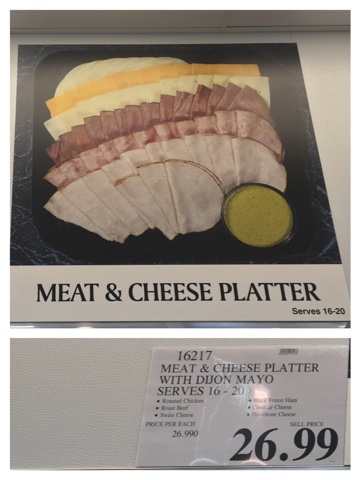 MEAT & CHEESE PLATTER
Serves 16-20
16217
MEAT & CHEESE PLATTER
WITH DIJON MAYO
SERVES 16 - 20
• Roasted Chicken
• Black Forest Ham
• Roast Beef
• Cheddar Cheese
• Swiss Cheese
• Provolone Cheese
PRICE PER EACH
SELL PRICE
26.990
26.99